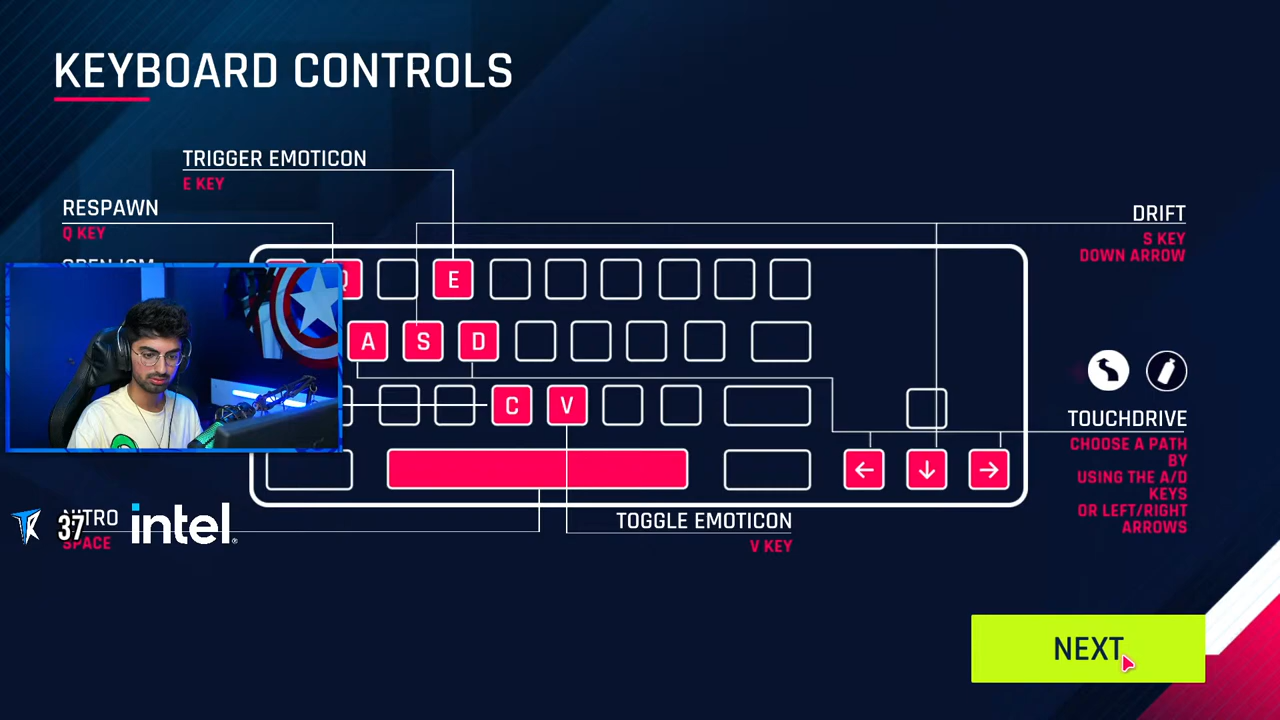 KEYBOARD CONTROLS
TRIGGER EMOTICON
E KEY
RESPAWN
Q KEY
DRIFT
S KEY
DOWN ARROW
Q
E
A
S
D
C
V
←
↓
→
TOUCHDRIVE
CHOOSE A PATH
BY
USING THE A/D
KEYS
OR LEFT/RIGHT
ARROWS
NITRO
SPACE
37
intel
TOGGLE EMOTICON
V KEY
NEXT